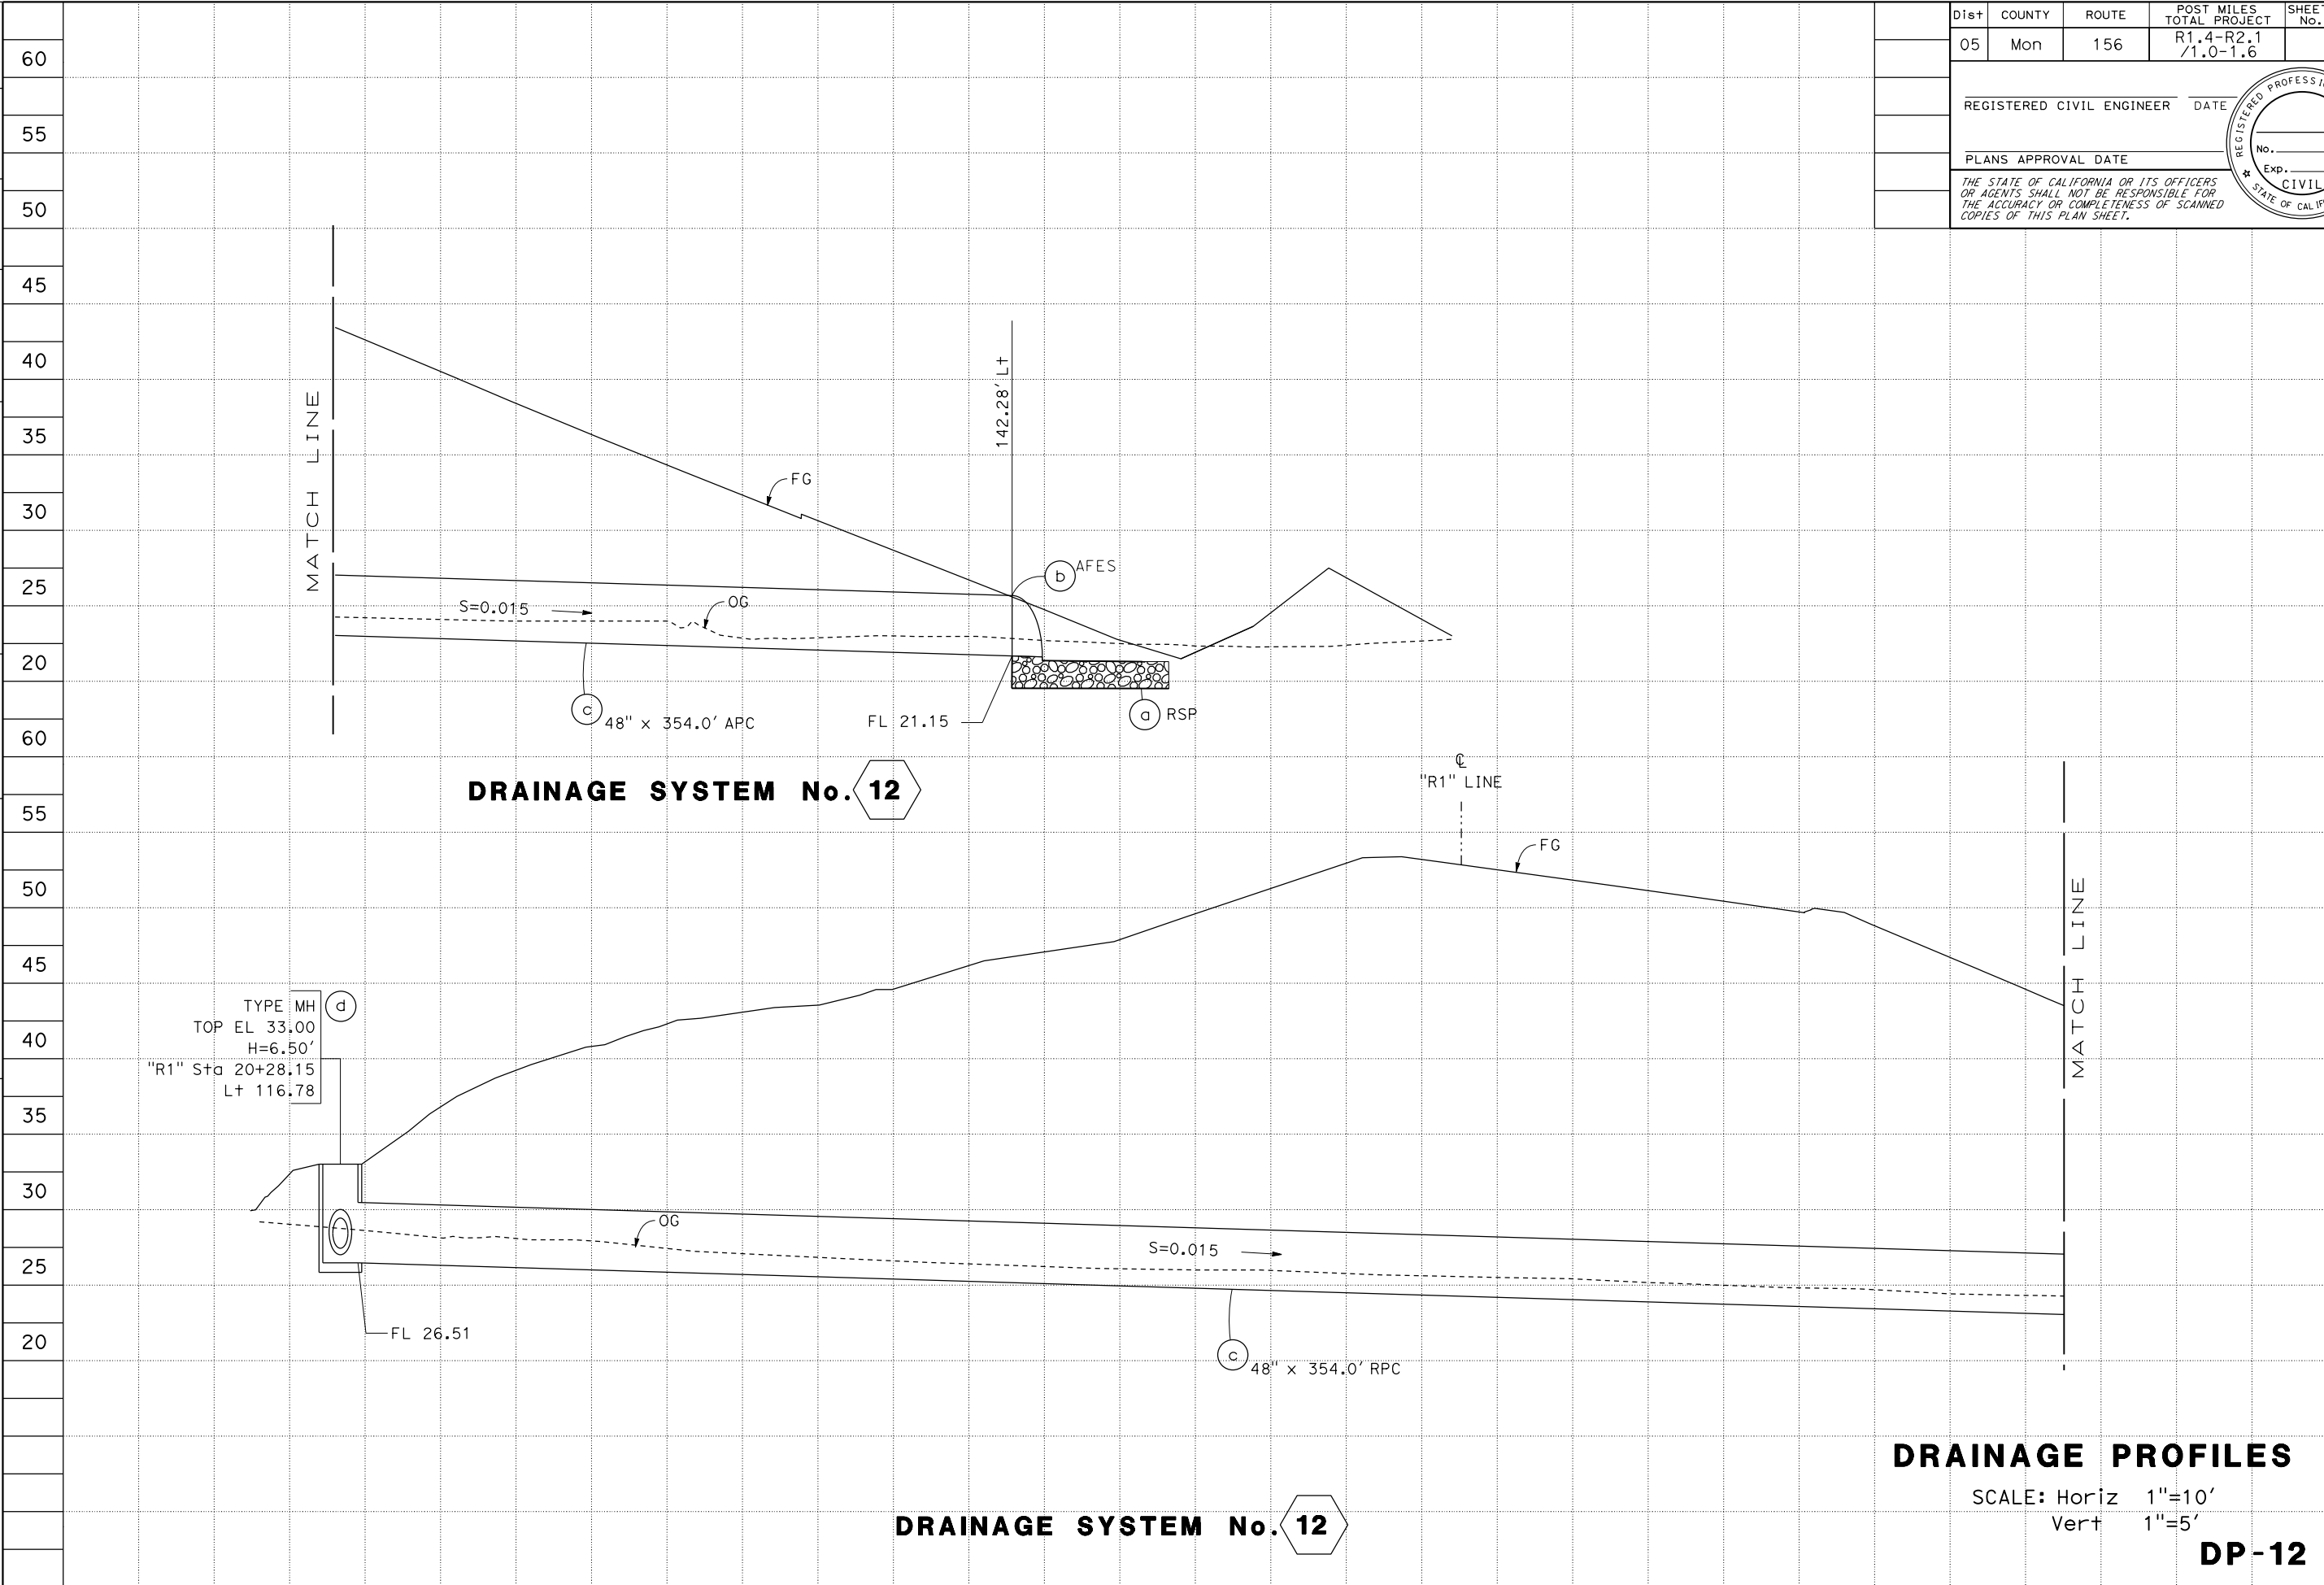 Dist COUNTY ROUTE POST MILES TOTAL PROJECT SHEET No.
05 Mon 156 R1.4-R2.1 /1.0-1.6
REGISTERED CIVIL ENGINEER DATE
PLANS APPROVAL DATE
THE STATE OF CALIFORNIA OR ITS OFFICERS
OR AGENTS SHALL NOT BE RESPONSIBLE FOR
THE ACCURACY OR COMPLETENESS OF SCANNED
COPIES OF THIS PLAN SHEET.
REGISTERED
No.
Exp.
CIVIL
STATE OF
60
55
50
45
40
35
30
25
20
MATCH LINE
142.28' Lt
FG
b AFES
S=0.015
OG
c 48" x 354.0' APC
FL 21.15
a RSP
DRAINAGE SYSTEM No. 12
60
55
50
45
40
35
30
25
20
℄
"R1" LINE
FG
MATCH LINE
TYPE MH d
TOP EL 33.00
H=6.50'
"R1" Sta 20+28.15
Lt 116.78
OG
S=0.015
FL 26.51
c 48" x 354.0' RPC
DRAINAGE SYSTEM No. 12
DRAINAGE PROFILES
SCALE: Horiz 1"=10'
Vert 1"=5'
DP-12